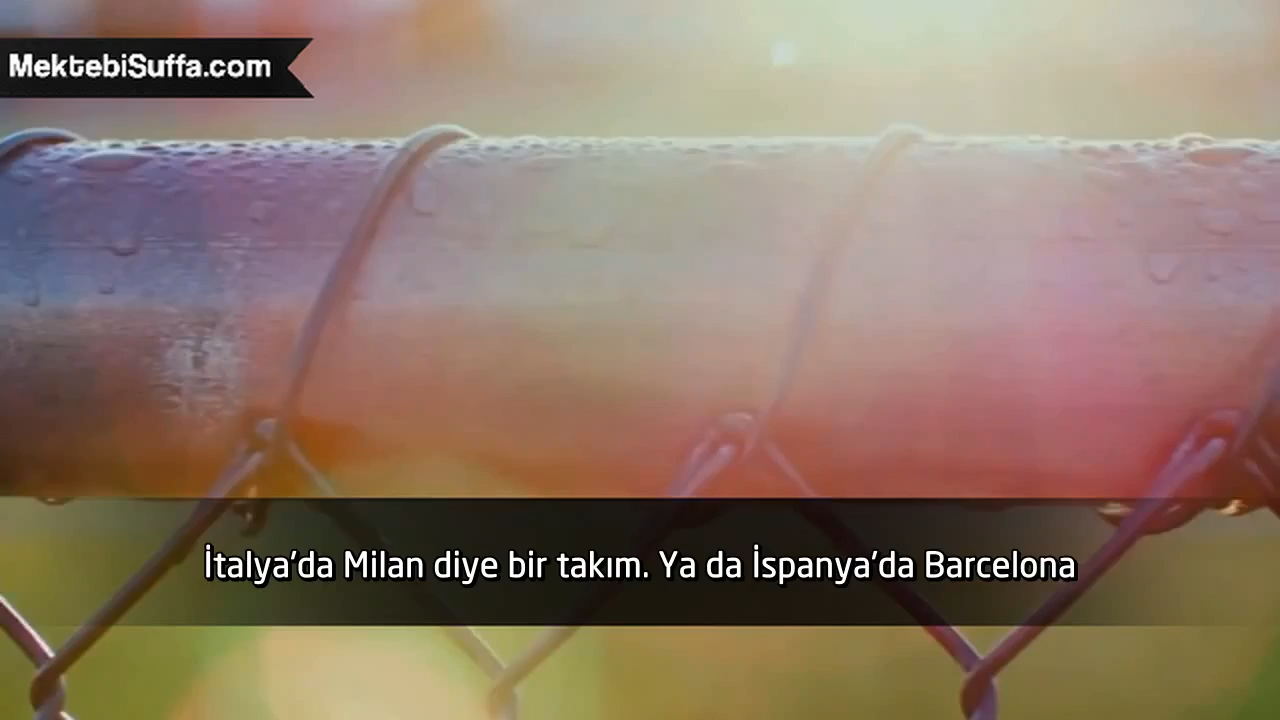 MektebiSuffa.com
İtalya’da Milan diye bir takım. Ya da İspanya’da Barcelona